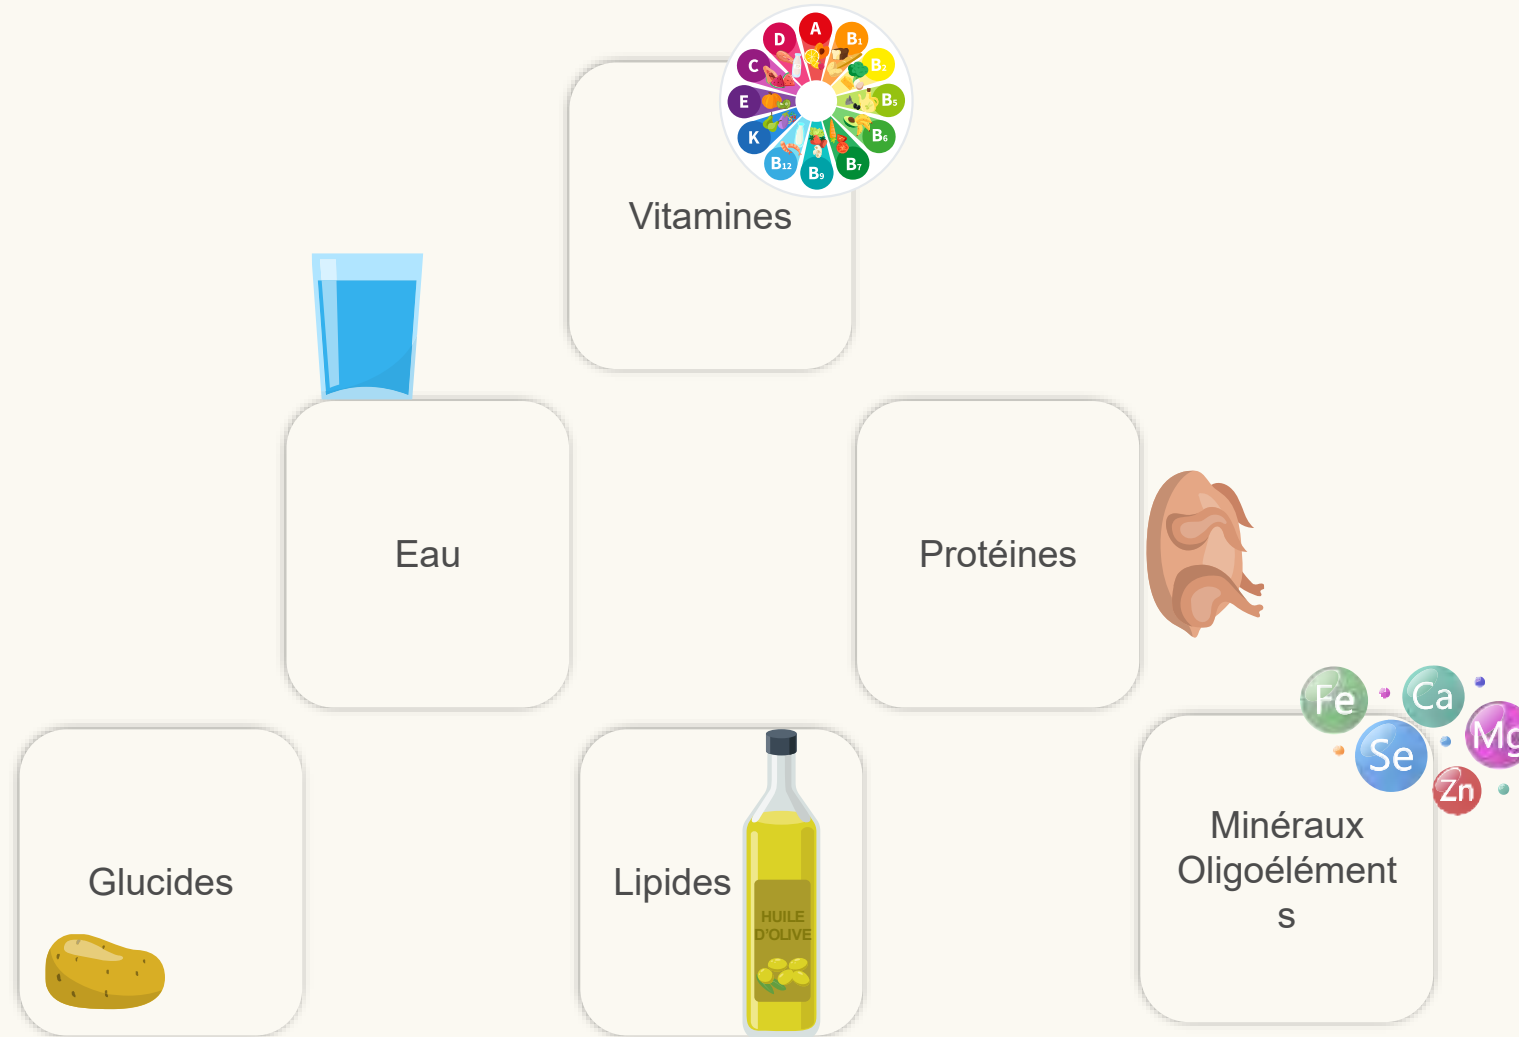 A
B₁
B₂
B₅
B₆
B₇
B₉
B₁₂
K
E
C
D
Vitamines
Eau
Protéines
Fe
Ca
Se
Mg
Zn
Glucides
Lipides
HUILE
D'OLIVE
Minéraux
Oligoélément
s